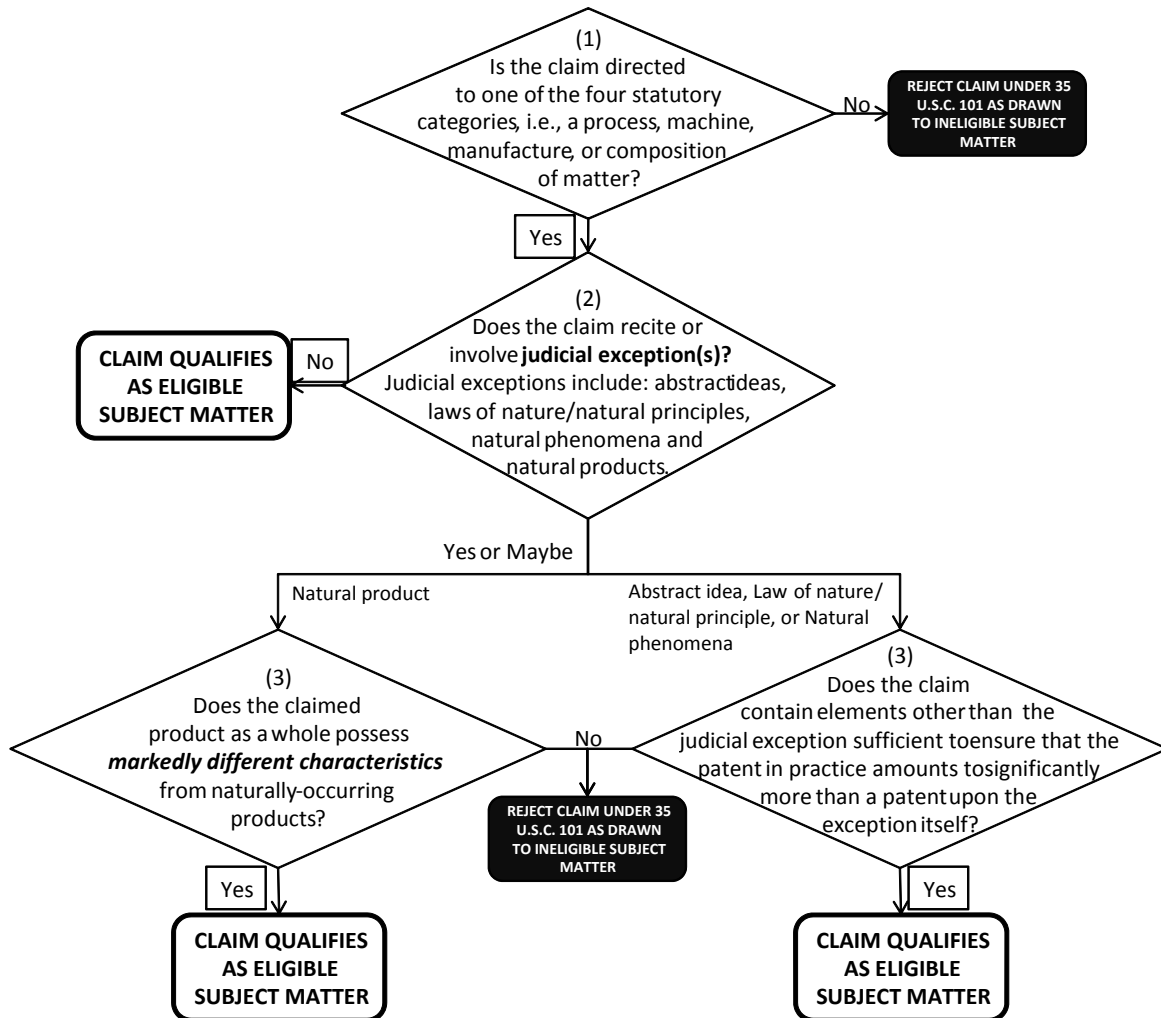 (1)
Is the claim directed
to one of the four statutory
categories, i.e., a process, machine,
manufacture, or composition
of matter?
No
REJECT CLAIM UNDER 35
U.S.C. 101 AS DRAWN
TO INELIGIBLE SUBJECT
MATTER
Yes
(2)
Does the claim recite or
involve judicial exception(s)?
Judicial exceptions include: abstractideas,
laws of nature/natural principles,
natural phenomena and
natural products.
No
CLAIM QUALIFIES
AS ELIGIBLE
SUBJECT MATTER
Yes or Maybe
Natural product
Abstract idea, Law of nature/
natural principle, or Natural
phenomena
(3)
Does the claimed
product as a whole possess
markedly different characteristics
from naturally-occurring
products?
No
REJECT CLAIM UNDER 35
U.S.C. 101 AS DRAWN
TO INELIGIBLE SUBJECT
MATTER
(3)
Does the claim
contain elements other than the
judicial exception sufficient toensure that the
patent in practice amounts tosignificantly
more than a patent upon the
exception itself?
Yes
CLAIM QUALIFIES
AS ELIGIBLE
SUBJECT MATTER
Yes
CLAIM QUALIFIES
AS ELIGIBLE
SUBJECT MATTER